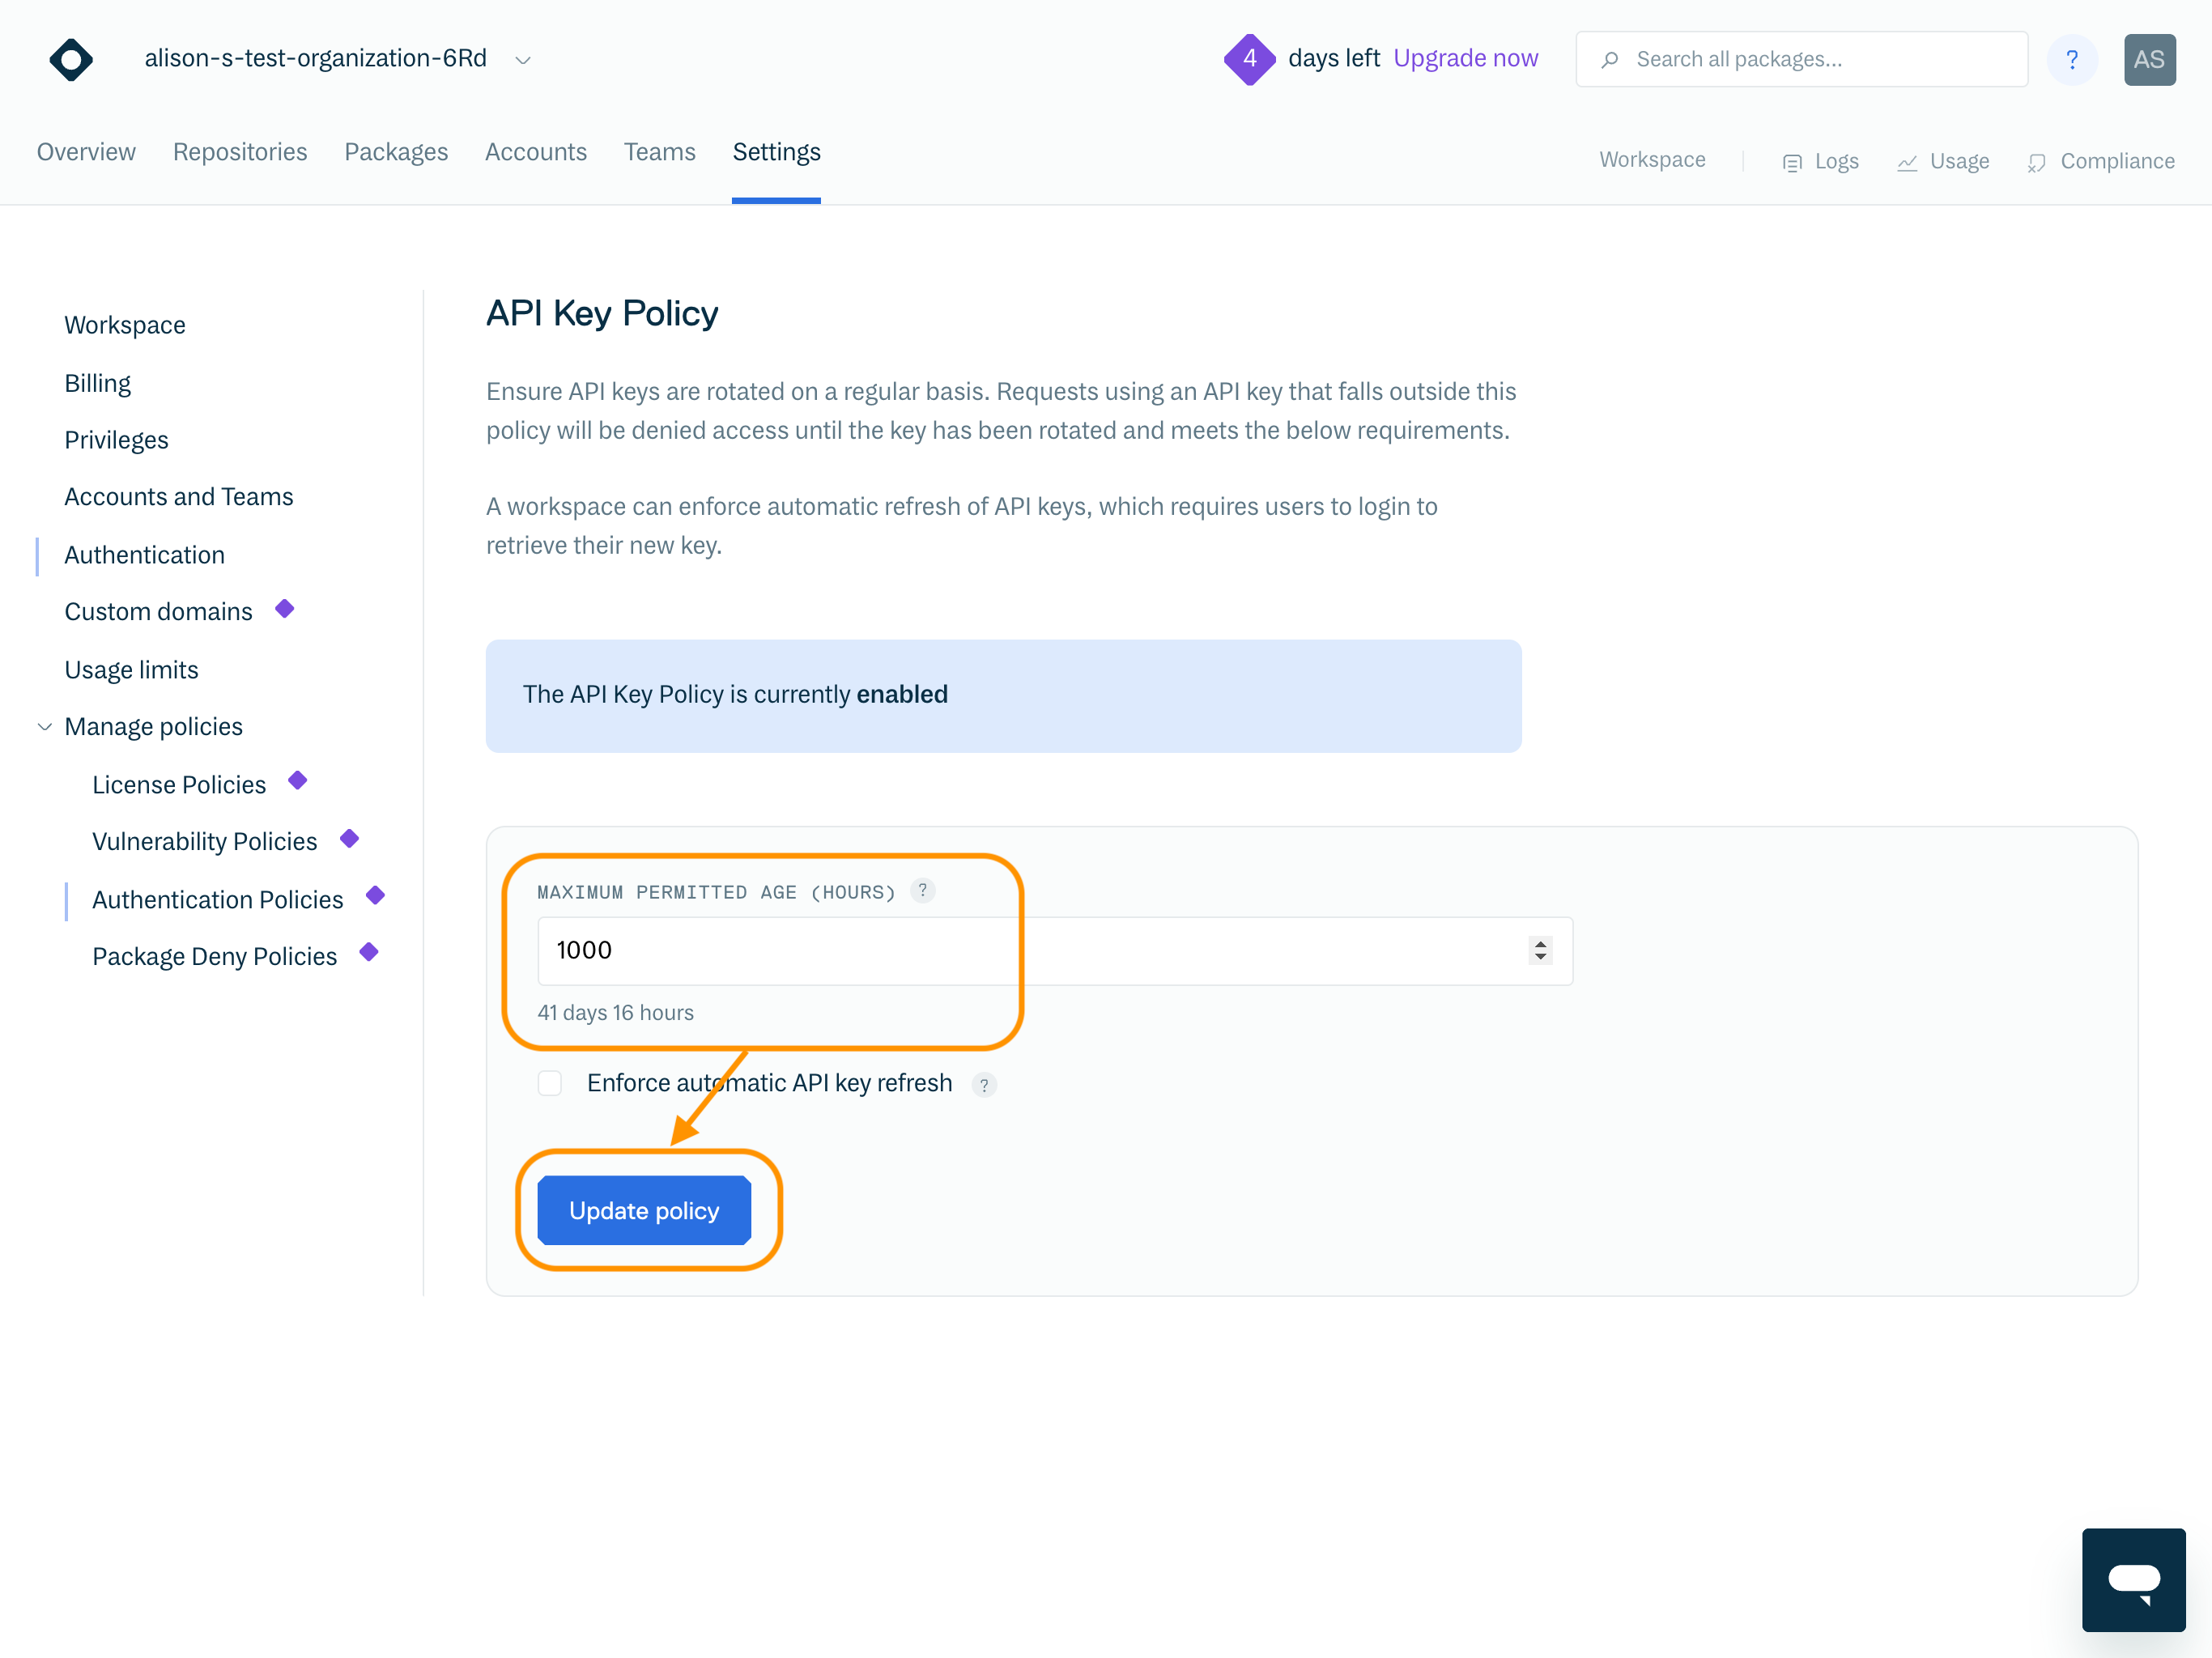 alison-s-test-organization-6Rd
4 days left Upgrade now
Search all packages...
?
AS
Overview Repositories Packages Accounts Teams Settings
Workspace Logs Usage Compliance
Workspace
Billing
Privileges
Accounts and Teams
Authentication
Custom domains
Usage limits
Manage policies
License Policies
Vulnerability Policies
Authentication Policies
Package Deny Policies
API Key Policy
Ensure API keys are rotated on a regular basis. Requests using an API key that falls outside this
policy will be denied access until the key has been rotated and meets the below requirements.
A workspace can enforce automatic refresh of API keys, which requires users to login to
retrieve their new key.
The API Key Policy is currently enabled
MAXIMUM PERMITTED AGE (HOURS) ?
1000
41 days 16 hours
Enforce automatic API key refresh ?
Update policy